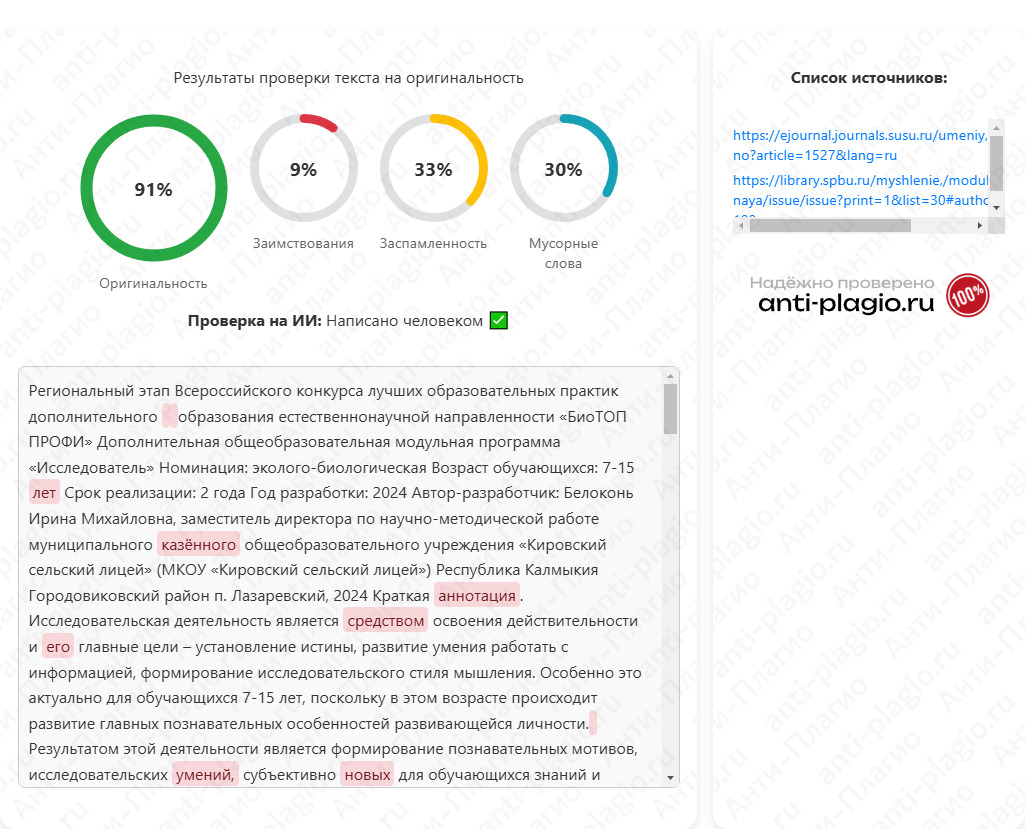 Результаты проверки текста на оригинальность
91%
Оригинальность
9%
Заимствования
33%
Заспамленность
30%
Мусорные
слова
Проверка на ИИ: Написано человеком
Региональный этап Всероссийского конкурса лучших образовательных практик
дополнительного образования естественнонаучной направленности «БиоТОП
ПРОФИ» Дополнительная общеобразовательная модульная программа
«Исследователь» Номинация: эколого-биологическая Возраст обучающихся: 7-15
лет Срок реализации: 2 года Год разработки: 2024 Автор-разработчик: Белоконь
Ирина Михайловна, заместитель директора по научно-методической работе
муниципального казённого общеобразовательного учреждения «Кировский
сельский лицей» (МКОУ «Кировский сельский лицей») Республика Калмыкия
Городовиковский район п. Лазаревский, 2024 Краткая аннотация.
Исследовательская деятельность является средством освоения действительности
и его главные цели – установление истины, развитие умения работать с
информацией, формирование исследовательского стиля мышления. Особенно это
актуально для обучающихся 7-15 лет, поскольку в этом возрасте происходит
развитие главных познавательных особенностей развивающейся личности.
Результатом этой деятельности является формирование познавательных мотивов,
исследовательских умений, субъективно новых для обучающихся знаний и
Список источников:
https://ejournal.journals.susu.ru/umeniy,
no?article=1527&lang=ru
https://library.spbu.ru/myshlenie,/modul
naya/issue/issue?print=1&list=30#autho
Надёжно проверено
anti-plagio.ru
100%